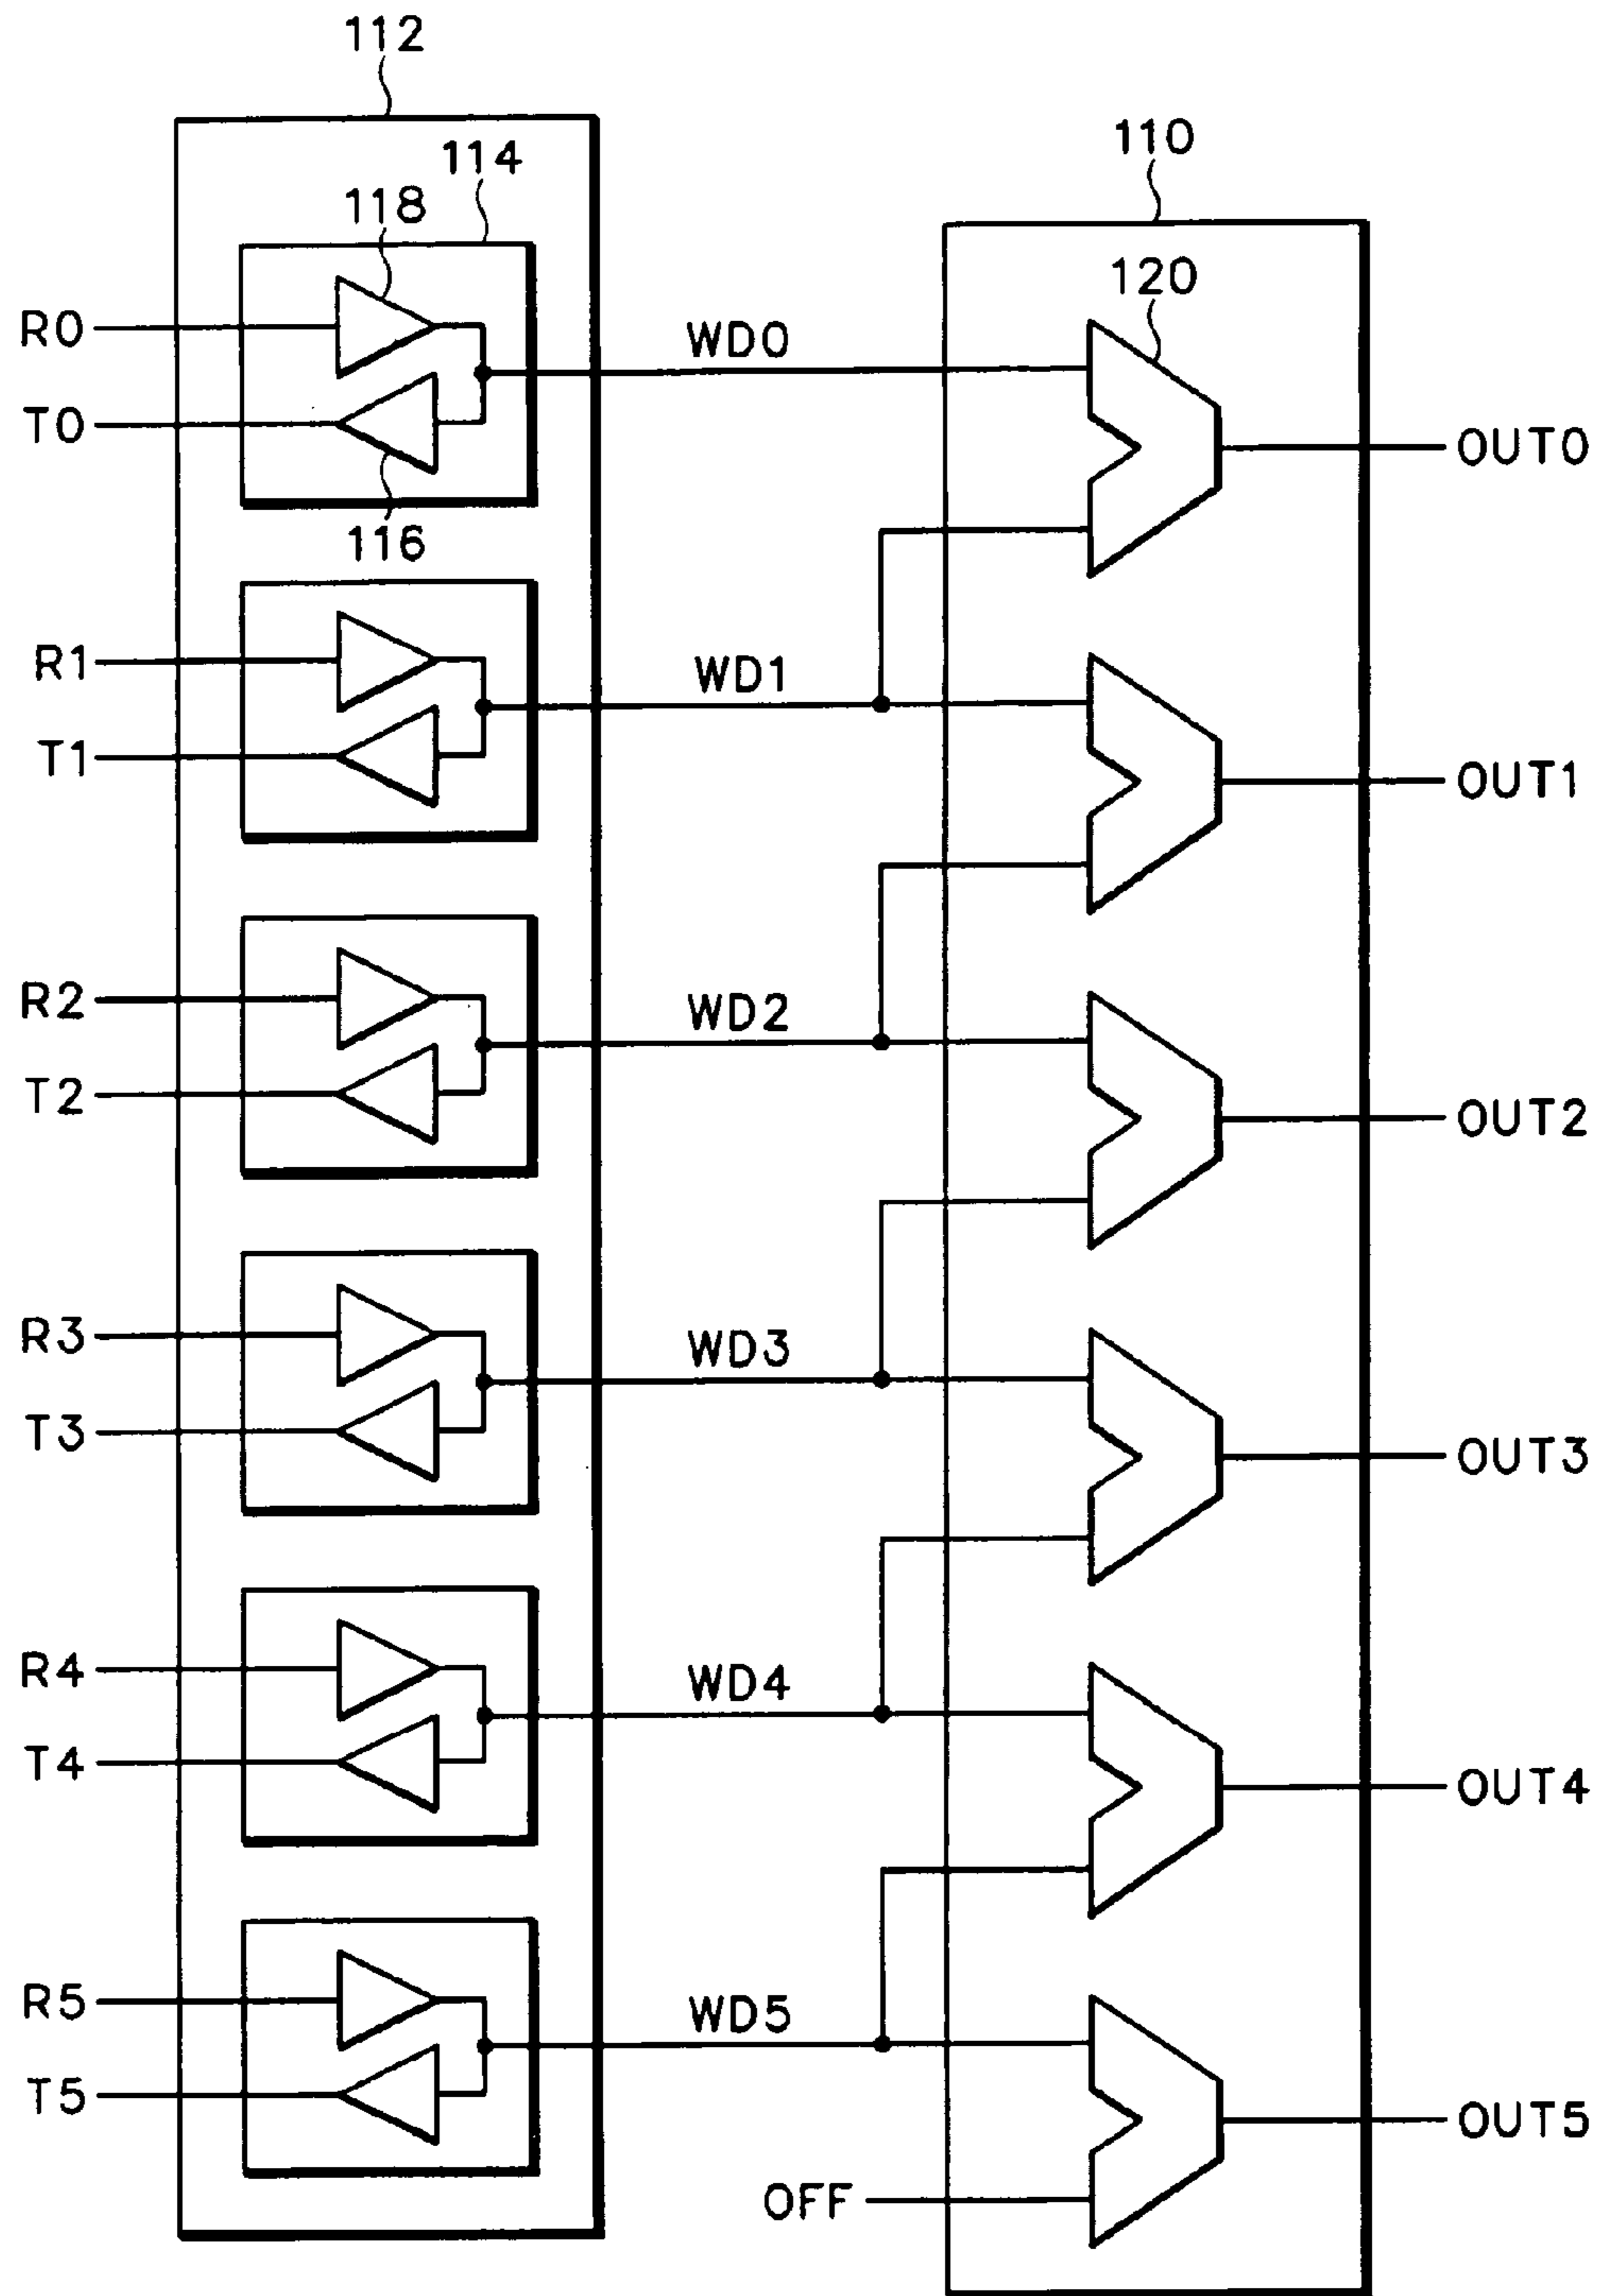 112
110
114
118
120
R0
WD0
T0
OUT0
116
R1
WD1
T1
OUT1
R2
WD2
T2
OUT2
R3
WD3
T3
OUT3
R4
WD4
T4
OUT4
R5
WD5
T5
OUT5
OFF